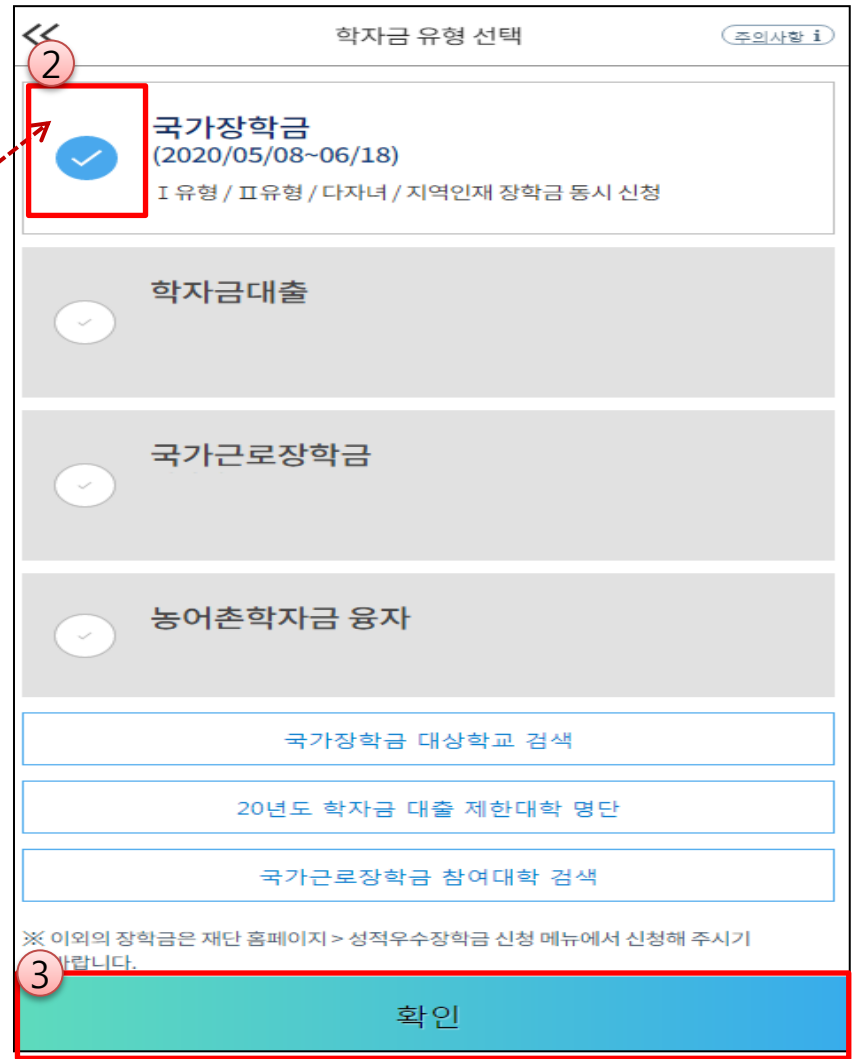 학자금 유형 선택
주의사항 i
2
국가장학금
(2020/05/08~06/18)
I 유형 / II유형 / 다자녀 / 지역인재 장학금 동시 신청
학자금대출
국가근로장학금
농어촌학자금 융자
국가장학금 대상학교 검색
20년도 학자금 대출 제한대학 명단
국가근로장학금 참여대학 검색
※ 이외의 장학금은 재단 홈페이지 > 성적우수장학금 신청 메뉴에서 신청해 주시기
바랍니다.
3
확인